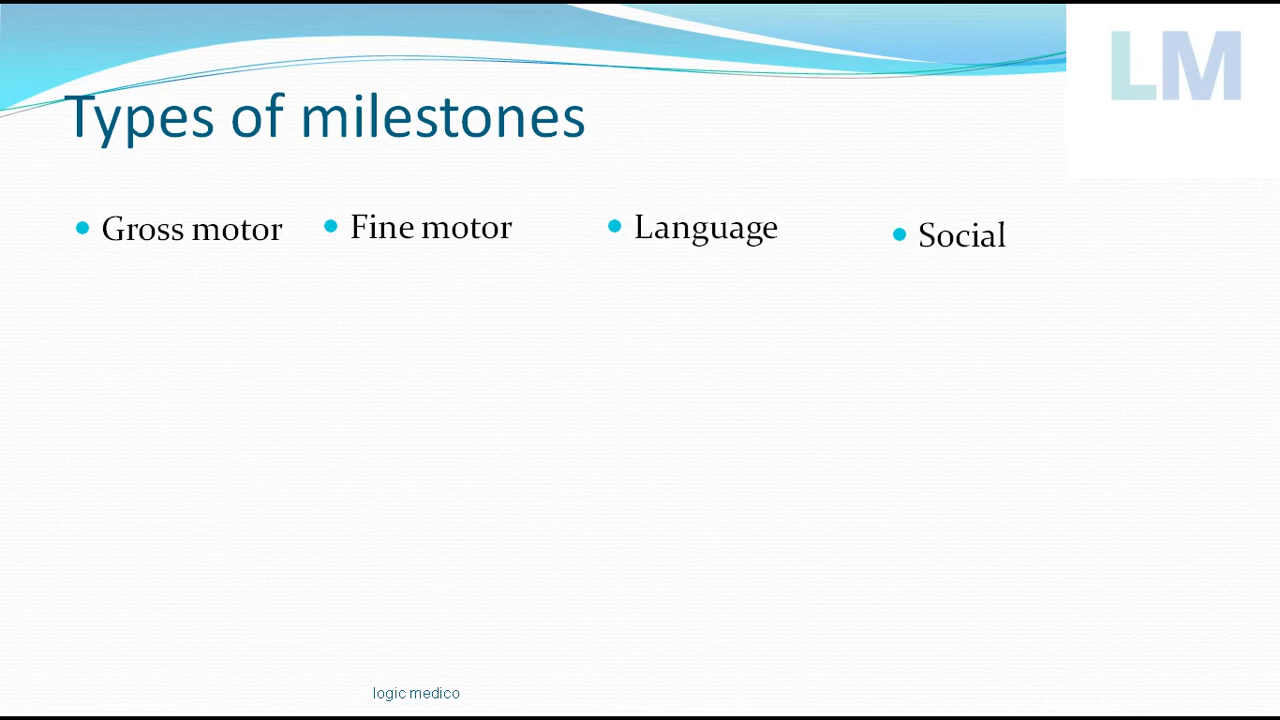 LM
Types of milestones
• Gross motor
• Fine motor
• Language
• Social
logic medico